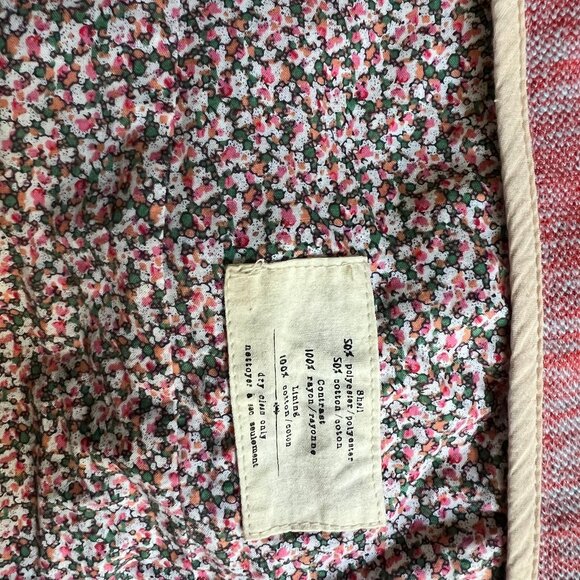 Shell
50% polyester/polyester
50% cotton/coton
Contrast
100% rayon/rayonne
Lining
100% cotton/coton
dry clean only
nettoyer à sec seulement